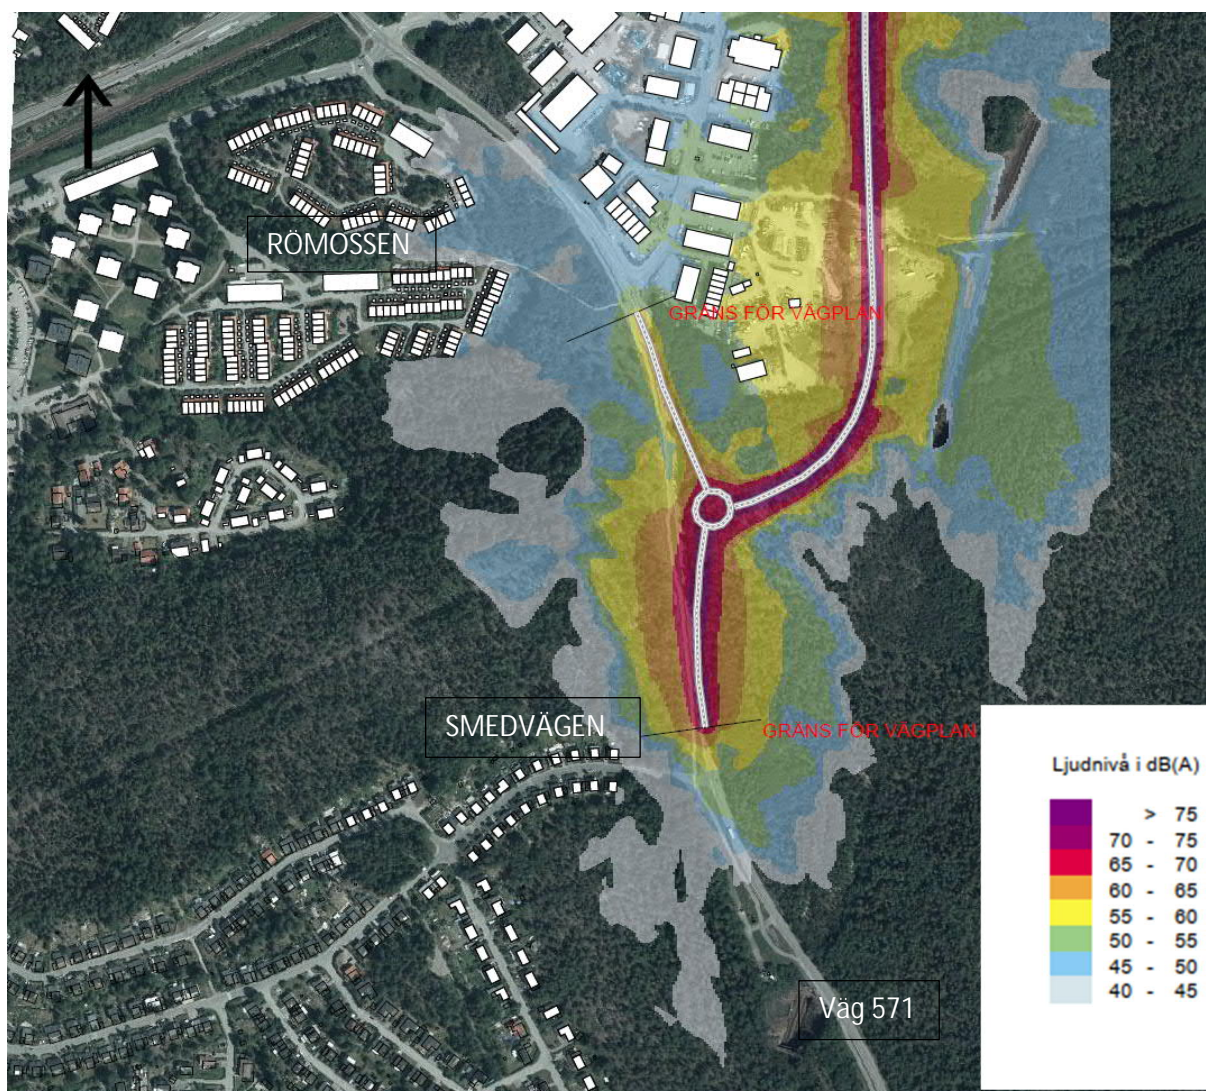 RÖMOSSEN
GRÄNS FÖR VÄGPLAN
SMEDVÄGEN
GRÄNS FÖR VÄGPLAN
Väg 571
Ljudnivå i dB(A)
> 75
70 - 75
65 - 70
60 - 65
55 - 60
50 - 55
45 - 50
40 - 45